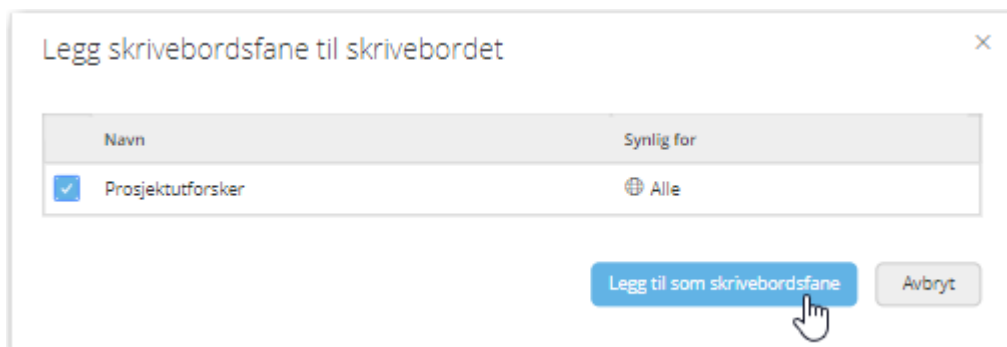 Legg skrivebordsfane til skrivebordet
Navn Synlig for
Prosjektutforsker Alle
Legg til som skrivebordsfane Avbryt